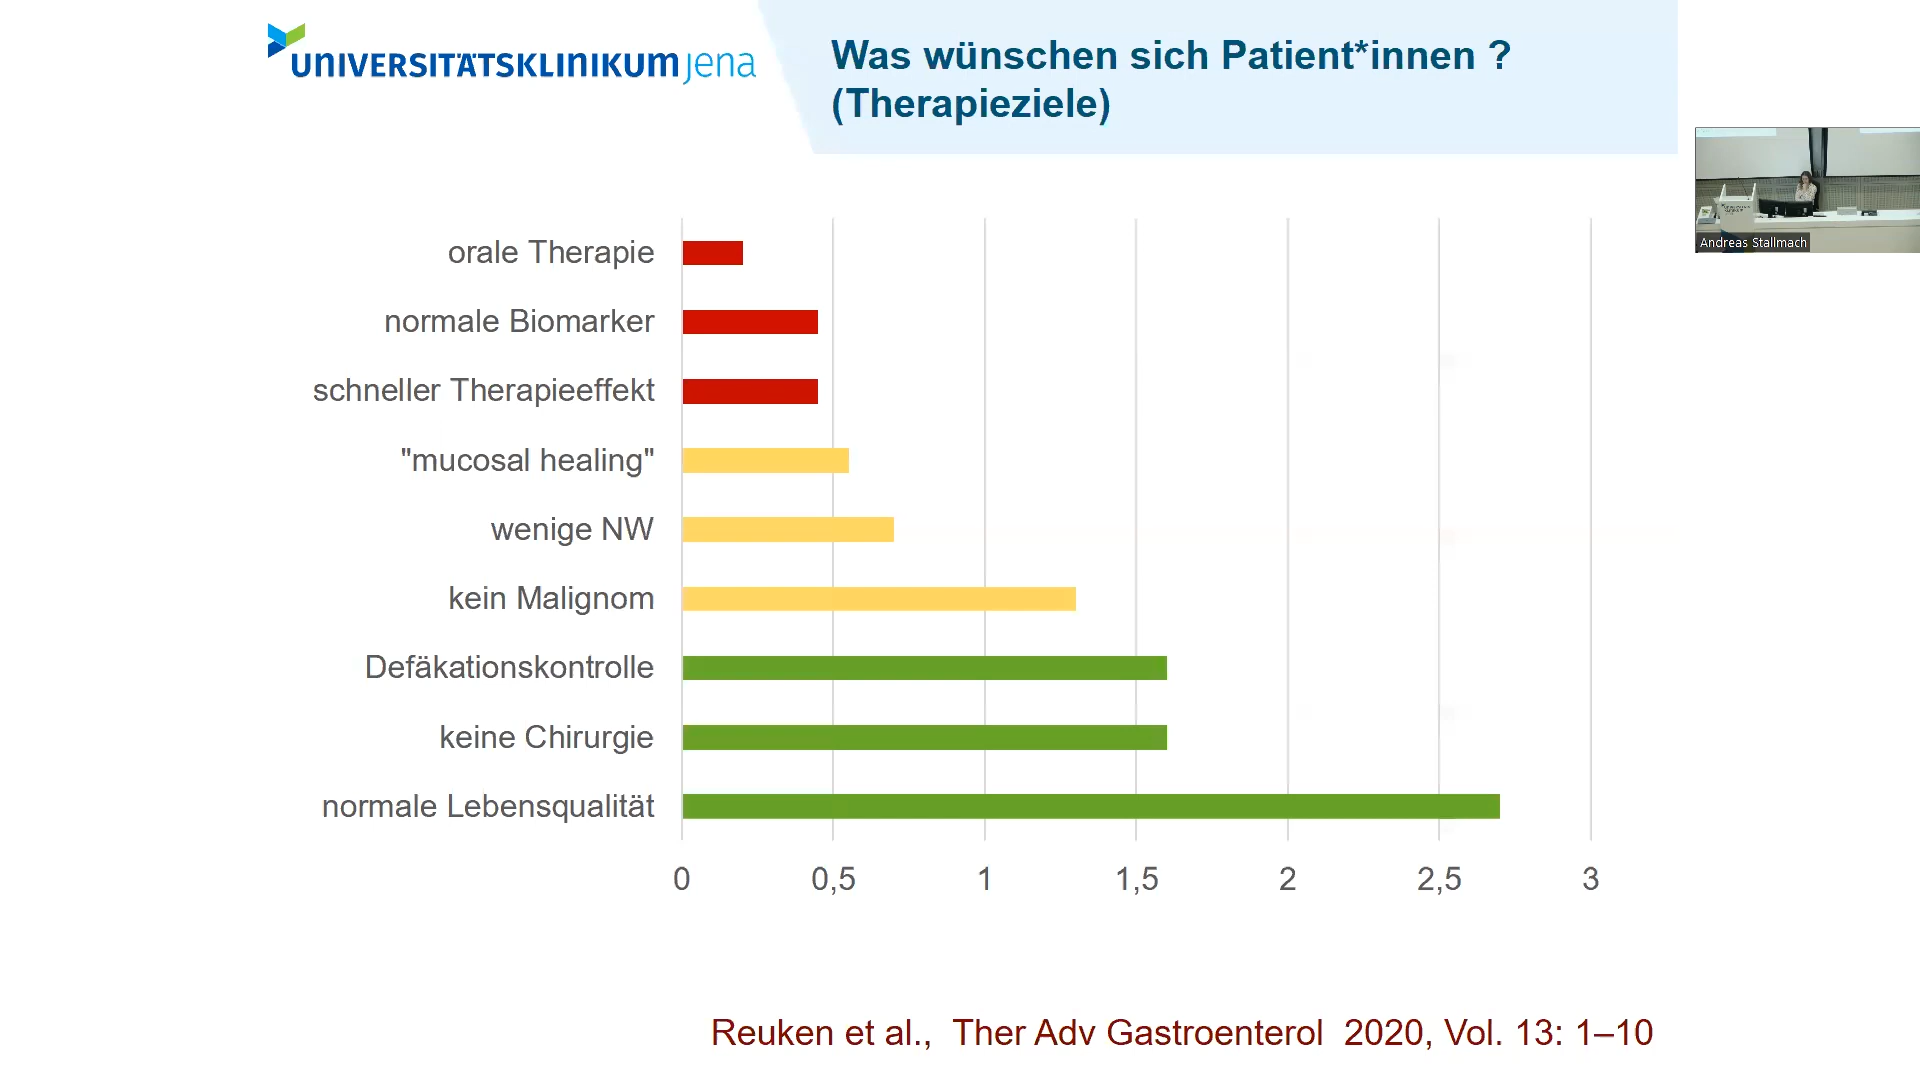 UNIVERSITÄTSKLINIKUM jena
Was wünschen sich Patient*innen ?
(Therapieziele)
Andreas Stallmach
orale Therapie
normale Biomarker
schneller Therapieeffekt
"mucosal healing"
wenige NW
kein Malignom
Defäkationskontrolle
keine Chirurgie
normale Lebensqualität
0 0,5 1 1,5 2 2,5 3
Reuken et al., Ther Adv Gastroenterol 2020, Vol. 13: 1–10